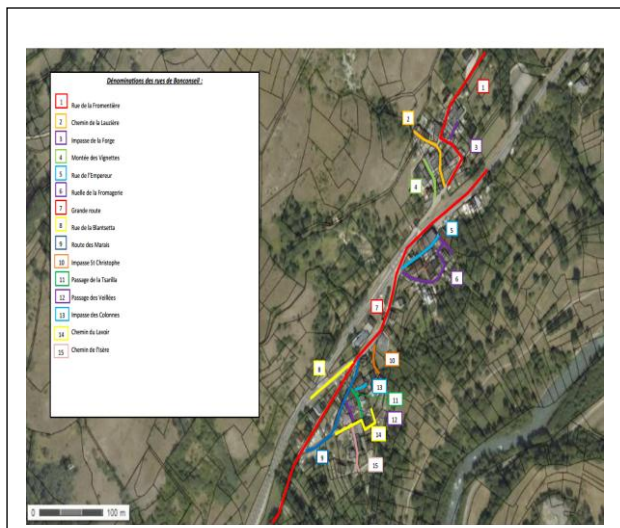 Dénominations des rues de Bonconseil :
1 Rue de la Fromentière
2 Chemin de la Lauzière
3 Impasse de la Forge
4 Montée des Vignettes
5 Rue de l'Empereur
6 Ruelle de la Fromagerie
7 Grande route
8 Rue de la Blantsetta
9 Route des Marais
10 Impasse St Christophe
11 Passage de la Tsarilla
12 Passage des Veillées
13 Impasse des Colonnes
14 Chemin du Lavoir
15 Chemin de l'Isère
1
2
3
4
5
6
7
10
8
13
11
12
14
9
15
0 100 m